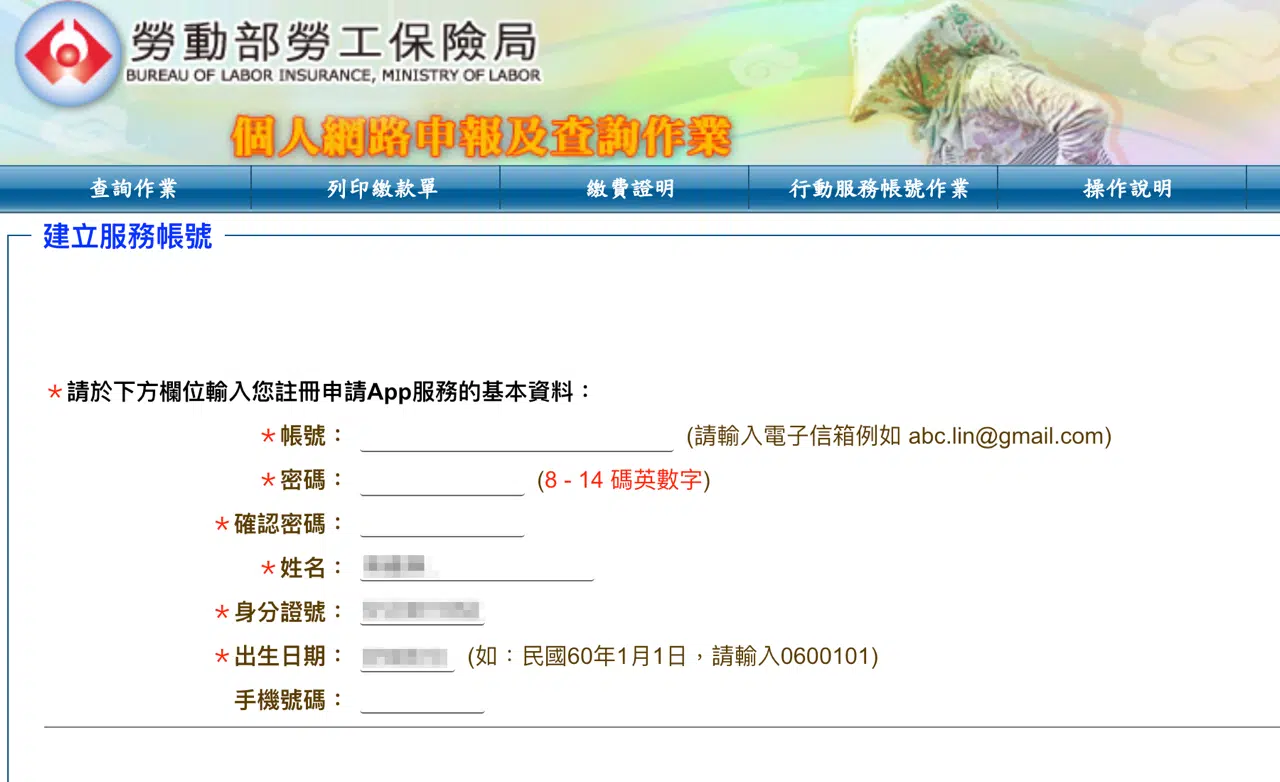 勞動部勞工保險局
BUREAU OF LABOR INSURANCE, MINISTRY OF LABOR
個人網路申報及查詢作業
查詢作業 列印繳款單 繳費證明 行動服務帳號作業 操作說明
建立服務帳號
*請於下方欄位輸入您註冊申請App服務的基本資料：
*帳號： (請輸入電子信箱例如 abc.lin@gmail.com)
*密碼： (8 - 14 碼英數字)
*確認密碼：
*姓名：
*身分證號：
*出生日期： (如：民國60年1月1日，請輸入0600101)
手機號碼：